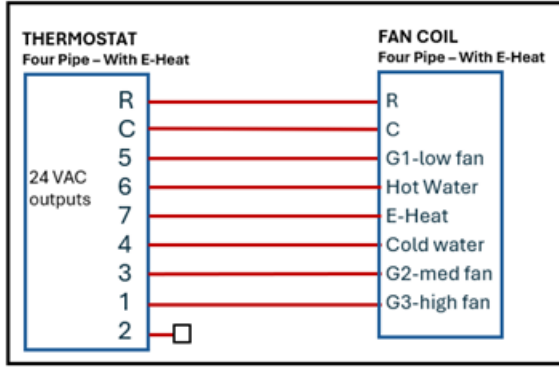 THERMOSTAT
Four Pipe – With E-Heat
24 VAC
outputs
R
C
5
6
7
4
3
1
2
FAN COIL
Four Pipe – With E-Heat
R
C
G1-low fan
Hot Water
E-Heat
Cold water
G2-med fan
G3-high fan